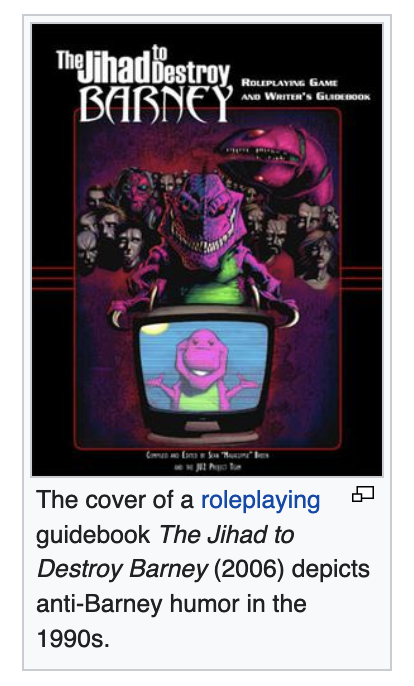 The Jihad to Destroy
BARNEY
ROLEPLAYING GAME
AND WRITER'S GUIDEBOOK
COMPILED AND EDITED BY SEAN "MALACLYPSE" BREEN
AND THE JBZ PROJECT TEAM
The cover of a roleplaying
guidebook The Jihad to
Destroy Barney (2006) depicts
anti-Barney humor in the
1990s.